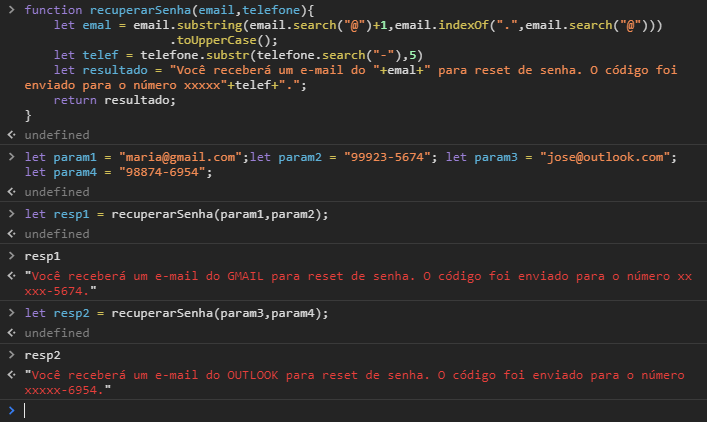 function recuperarSenha(email,telefone){
let emal = email.substring(email.search("@")+1,email.indexOf(".",email.search("@")))
.toUpperCase();
let telef = telefone.substr(telefone.search("-"),5)
let resultado = "Você receberá um e-mail do "+emal+" para reset de senha. O código foi
enviado para o número xxxxx"+telef+".";
return resultado;
}
undefined
let param1 = "maria@gmail.com";let param2 = "99923-5674"; let param3 = "jose@outlook.com";
let param4 = "98874-6954";
undefined
let resp1 = recuperarSenha(param1,param2);
undefined
resp1
"Você receberá um e-mail do GMAIL para reset de senha. O código foi enviado para o número xx
xxx-5674."
let resp2 = recuperarSenha(param3,param4);
undefined
resp2
"Você receberá um e-mail do OUTLOOK para reset de senha. O código foi enviado para o número
xxxxx-6954."